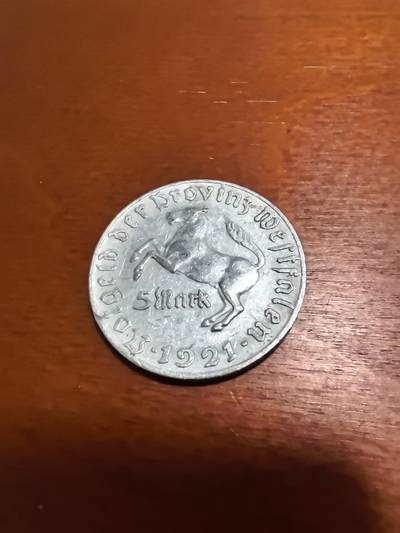 Notgeld der Provinz Westfalen
5 Mark
· 1921 ·